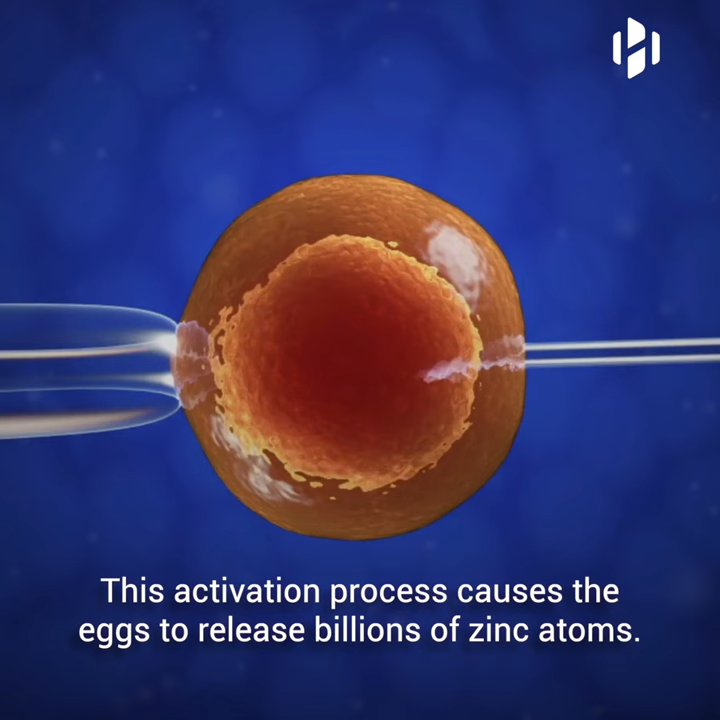 This activation process causes the
eggs to release billions of zinc atoms.